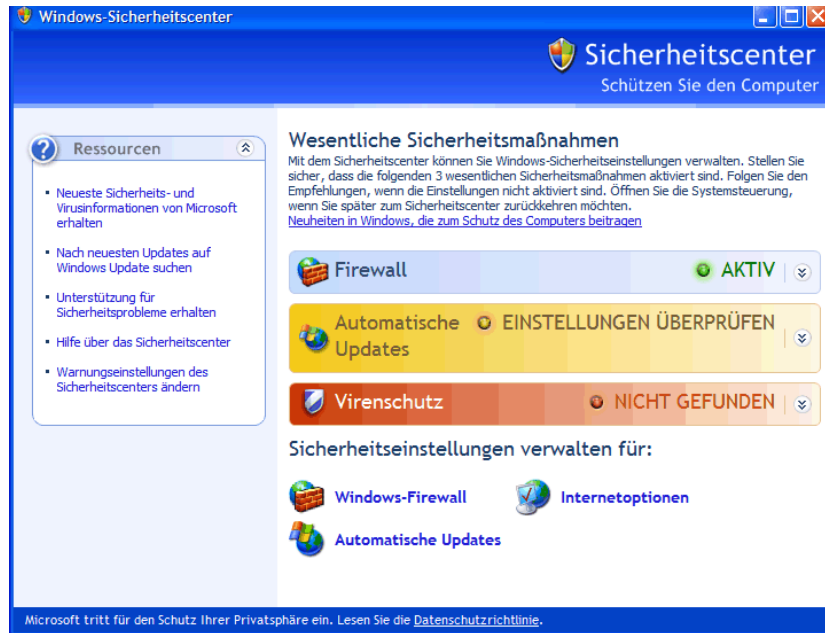 Windows-Sicherheitscenter
Sicherheitscenter
Schützen Sie den Computer
Ressourcen
Neueste Sicherheits- und
Virusinformationen von Microsoft
erhalten
Nach neuesten Updates auf
Windows Update suchen
Unterstützung für
Sicherheitsprobleme erhalten
Hilfe über das Sicherheitscenter
Warnungseinstellungen des
Sicherheitscenters ändern
Wesentliche Sicherheitsmaßnahmen
Mit dem Sicherheitscenter können Sie Windows-Sicherheitseinstellungen verwalten. Stellen Sie
sicher, dass die folgenden 3 wesentlichen Sicherheitsmaßnahmen aktiviert sind. Folgen Sie den
Empfehlungen, wenn die Einstellungen nicht aktiviert sind. Öffnen Sie die Systemsteuerung,
wenn Sie später zum Sicherheitscenter zurückkehren möchten.
Neuheiten in Windows, die zum Schutz des Computers beitragen
Firewall AKTIV
Automatische EINSTELLUNGEN ÜBERPRÜFEN
Updates
Virenschutz NICHT GEFUNDEN
Sicherheitseinstellungen verwalten für:
Windows-Firewall Internetoptionen
Automatische Updates
Microsoft tritt für den Schutz Ihrer Privatsphäre ein. Lesen Sie die Datenschutzrichtlinie.